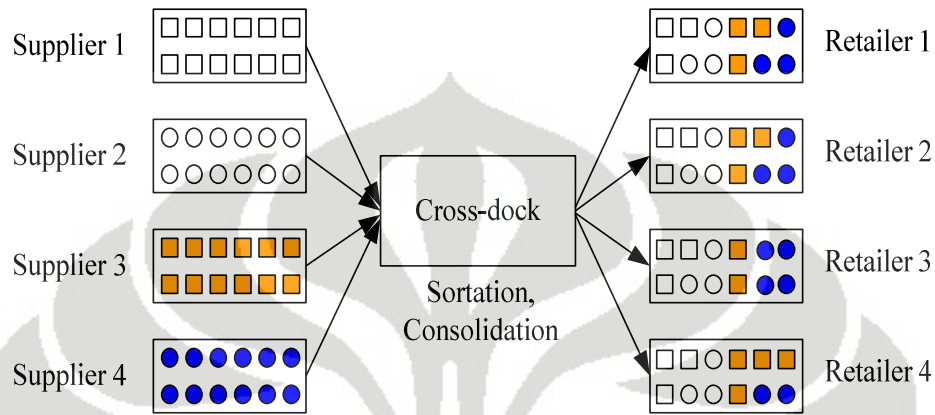 Supplier 1
Retailer 1
Supplier 2
Retailer 2
Cross-dock
Supplier 3
Retailer 3
Sortation,
Consolidation
Supplier 4
Retailer 4